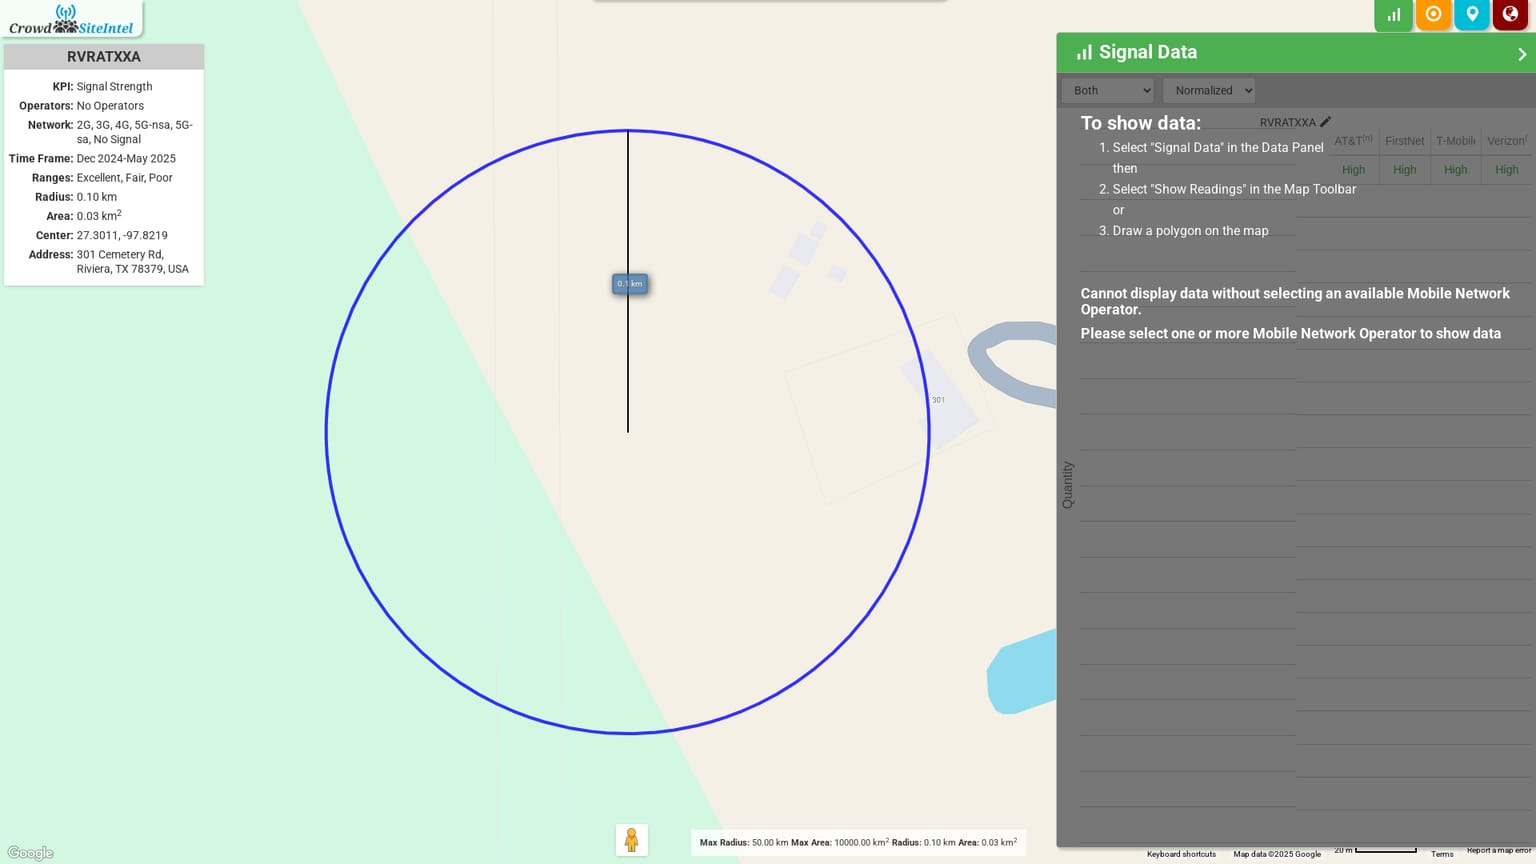 Crowd SiteIntel
RVRATXXA
KPI: Signal Strength
Operators: No Operators
Network: 2G, 3G, 4G, 5G-nsa, 5G-
sa, No Signal
Time Frame: Dec 2024-May 2025
Ranges: Excellent, Fair, Poor
Radius: 0.10 km
Area: 0.03 km2
Center: 27.3011, -97.8219
Address: 301 Cemetery Rd,
Riviera, TX 78379, USA
0.1 km
301
Signal Data
Both
Normalized
To show data:
RVRATXXA
1. Select "Signal Data" in the Data Panel
then
2. Select "Show Readings" in the Map Toolbar
or
3. Draw a polygon on the map
AT&T(n) FirstNet T-Mobile Verizon(
High High High High
Cannot display data without selecting an available Mobile Network
Operator.
Please select one or more Mobile Network Operator to show data
Quantity
Max Radius: 50.00 km Max Area: 10000.00 km2 Radius: 0.10 km Area: 0.03 km2
Google
Keyboard shortcuts
Map data ©2025 Google
20 m
Terms
Report a map error